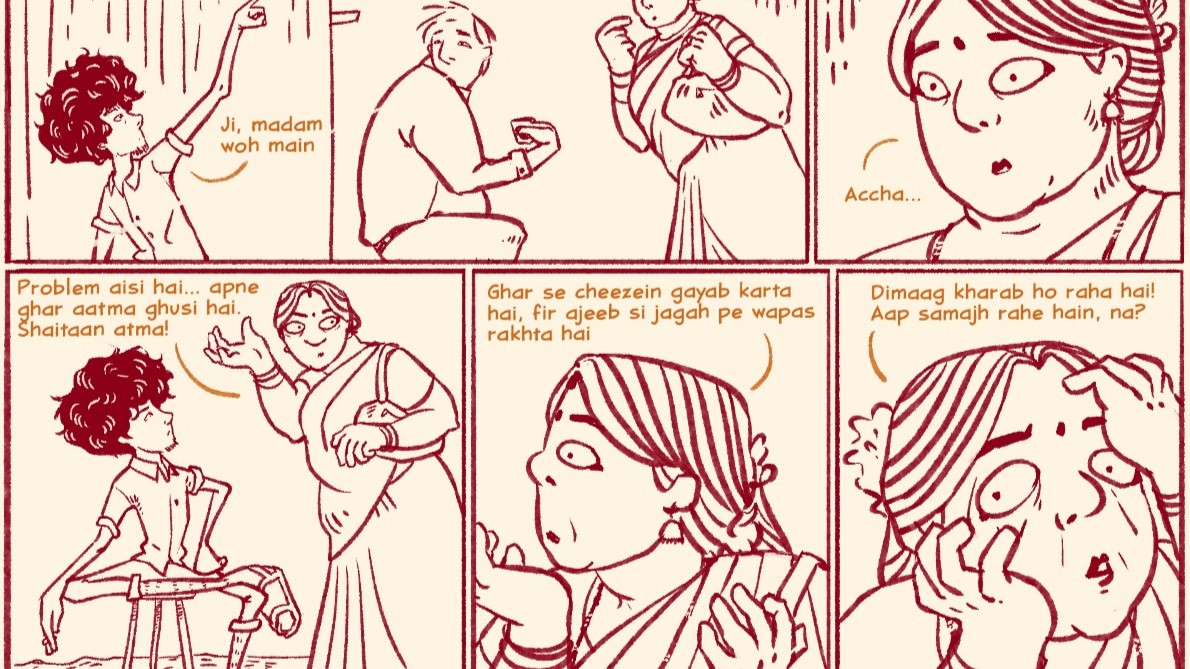 Ji, madam
woh main
Accha...
Problem aisi hai... apne
ghar aatma ghusi hai.
Shaitaan atma!
Ghar se cheezein gayab karta
hai, fir ajeeb si jagah pe wapas
rakhta hai
Dimaag kharab ho raha hai!
Aap samajh rahe hain, na?